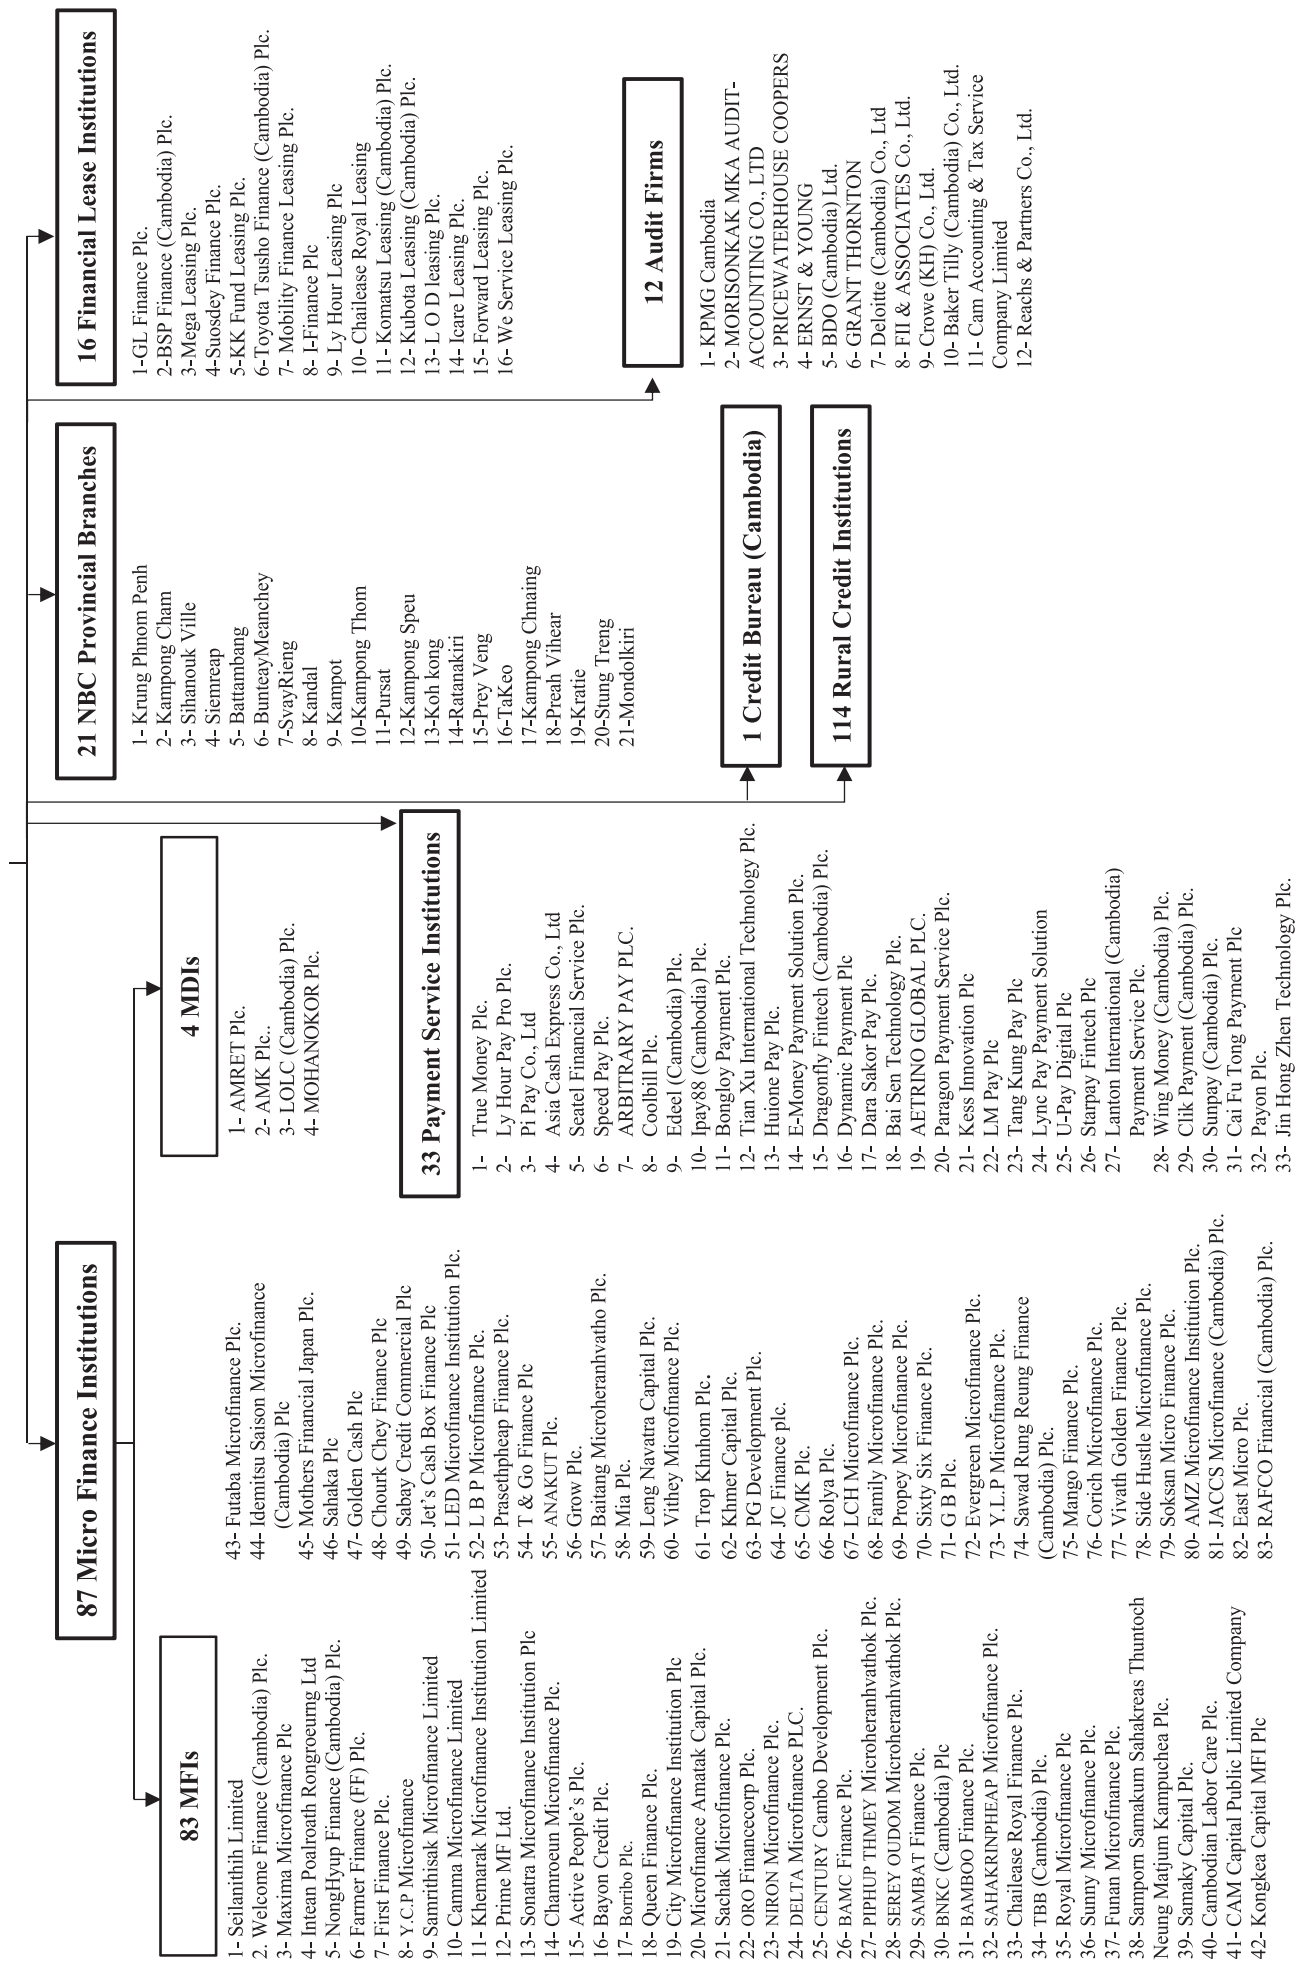 87 Micro Finance Institutions
83 MFIs
1- Seilanithih Limited
2. Welcome Finance (Cambodia) Plc.
3- Maxima Microfinance Plc
4- Intean Poalroath Rongroeurng Ltd
5- NongHyup Finance (Cambodia) Plc.
6- Farmer Finance (FF) Plc.
7- First Finance Plc.
8- Y.C.P Microfinance
9- Samrithisak Microfinance Limited
10- Camma Microfinance Limited
11- Khemarak Microfinance Institution Limited
12- Prime MF Ltd.
13- Sonatra Microfinance Institution Plc
14- Chamroeun Microfinance Plc.
15- Active People's Plc.
16- Bayon Credit Plc.
17- Borribo Plc.
18- Queen Finance Plc.
19- City Microfinance Institution Plc
20- Microfinance Amatak Capital Plc.
21- Sachak Microfinance Plc.
22- ORO Financecorp Plc.
23- NIRON Microfinance Plc.
24- DELTA Microfinance PLC.
25- CENTURY Cambo Development Plc.
26- BAMC Finance Plc.
27- PIPHUP THMEY Microheranhvathok Plc.
28- SEREY OUDOM Microheranhvathok Plc.
29- SAMBAT Finance Plc.
30- BNKC (Cambodia) Plc
31- BAMBOO Finance Plc.
32- SAHAKRINPHEAP Microfinance Plc.
33- Chailease Royal Finance Plc.
34- TBB (Cambodia) Plc.
35- Royal Microfinance Plc
36- Sunny Microfinance Plc.
37- Funan Microfinance Plc.
38- Samporn Samakum Sahakreas Thuntoch
Neung Matjum Kampuchea Plc.
39- Samaky Capital Plc.
40- Cambodian Labor Care Plc.
41- CAM Capital Public Limited Company
42- Kongkea Capital MFI Plc
43- Futaba Microfinance Plc.
44- Idemitsu Saison Microfinance
(Cambodia) Plc
45- Mothers Financial Japan Plc.
46- Sahaka Plc
47- Golden Cash Plc
48- Chourk Chey Finance Plc
49- Sabay Credit Commercial Plc
50- Jet's Cash Box Finance Plc
51- LED Microfinance Institution Plc.
52- L B P Microfinance Plc.
53- Prasethpheap Finance Plc.
54- T & Go Finance Plc
55- ANAKUT Plc.
56- Grow Plc.
57- Baitang Microheranhvatho Plc.
58- Mia Plc.
59- Leng Navatra Capital Plc.
60- Vithey Microfinance Plc.
61- Trop Khnhom Plc.
62- Khmer Capital Plc.
63- PG Development Plc.
64- JC Finance plc.
65- CMK Plc.
66- Rolya Plc.
67- LCH Microfinance Plc.
68- Family Microfinance Plc.
69- Propey Microfinance Plc.
70- Sixty Six Finance Plc.
71- G B Plc.
72- Evergreen Microfinance Plc.
73- Y.L.P Microfinance Plc.
74- Sawad Rung Reung Finance
(Cambodia) Plc.
75- Mango Finance Plc.
76- Corich Microfinance Plc.
77- Vivath Golden Finance Plc.
78- Side Hustle Microfinance Plc.
79- Soksan Micro Finance Plc.
80- AMZ Microfinance Institution Plc.
81- JACCS Microfinance (Cambodia) Plc.
82- East Micro Plc.
83- RAFCO Financial (Cambodia) Plc.
4 MDIs
1- AMRET Plc.
2- AMK Plc..
3- LOLC (Cambodia) Plc.
4- MOHANOKOR Plc.
33 Payment Service Institutions
1- True Money Plc.
2- Ly Hour Pay Pro Plc.
3- Pi Pay Co., Ltd
4- Asia Cash Express Co., Ltd
5- Seatel Financial Service Plc.
6- Speed Pay Plc.
7- ARBITRARY PAY PLC.
8- Coolbill Plc.
9- Edeel (Cambodia) Plc.
10- Ipay88 (Cambodia) Plc.
11- Bongloy Payment Plc.
12- Tian Xu International Technology Plc.
13- Huione Pay Plc.
14- E-Money Payment Solution Plc.
15- Dragonfly Fintech (Cambodia) Plc.
16- Dynamic Payment Plc
17- Dara Sakor Pay Plc.
18- Bai Sen Technology Plc.
19- AETRINO GLOBAL PLC.
20- Paragon Payment Service Plc.
21- Kess Innovation Plc
22- LM Pay Plc
23- Tang Kung Pay Plc
24- Lync Pay Payment Solution
25- U-Pay Digital Plc
26- Starpay Fintech Plc
27- Lanton International (Cambodia)
Payment Service Plc.
28- Wing Money (Cambodia) Plc.
29- Clik Payment (Cambodia) Plc.
30- Sunpay (Cambodia) Plc.
31- Cai Fu Tong Payment Plc
32- Payon Plc.
33- Jin Hong Zhen Technology Plc.
21 NBC Provincial Branches
1- Krung Phnom Penh
2- Kampong Cham
3- Sihanouk Ville
4- Siemreap
5- Battambang
6- BunteayMeanchey
7-SvayRieng
8- Kandal
9- Kampot
10-Kampong Thom
11-Pursat
12-Kampong Speu
13-Koh kong
14-Ratanakiri
15-Prey Veng
16-TaKeo
17-Kampong Chnaing
18-Preah Vihear
19-Kratie
20-Stung Treng
21-Mondolkiri
1 Credit Bureau (Cambodia)
114 Rural Credit Institutions
16 Financial Lease Institutions
1-GL Finance Plc.
2-BSP Finance (Cambodia) Plc.
3-Mega Leasing Plc.
4-Suosdey Finance Plc.
5-KK Fund Leasing Plc.
6-Toyota Tsusho Finance (Cambodia) Plc.
7- Mobility Finance Leasing Plc.
8- I-Finance Plc
9- Ly Hour Leasing Plc
10- Chailease Royal Leasing
11- Komatsu Leasing (Cambodia) Plc.
12- Kubota Leasing (Cambodia) Plc.
13- L O D leasing Plc.
14- Icare Leasing Plc.
15- Forward Leasing Plc.
16- We Service Leasing Plc.
12 Audit Firms
1- KPMG Cambodia
2- MORISONKAK MKA AUDIT-
ACCOUNTING CO., LTD
3- PRICEWATERHOUSE COOPERS
4- ERNST & YOUNG
5- BDO (Cambodia) Ltd.
6- GRANT THORNTON
7- Deloitte (Cambodia) Co., Ltd
8- FII & ASSOCIATES Co., Ltd.
9- Crowe (KH) Co., Ltd.
10- Baker Tilly (Cambodia) Co., Ltd.
11- Cam Accounting & Tax Service
Company Limited
12- Reachs & Partners Co., Ltd.